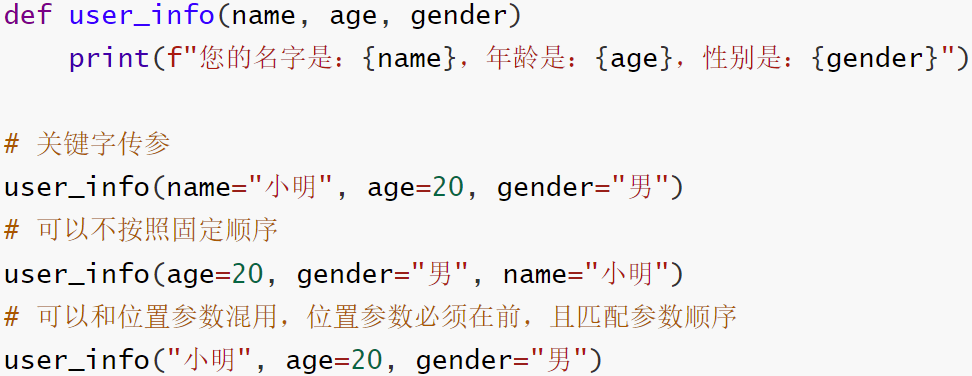 def user_info(name, age, gender)
    print(f"您的名字是：{name}，年龄是：{age}，性别是：{gender}")
# 关键字传参
user_info(name="小明", age=20, gender="男")
# 可以不按照固定顺序
user_info(age=20, gender="男", name="小明")
# 可以和位置参数混用，位置参数必须在前，且匹配参数顺序
user_info("小明", age=20, gender="男")